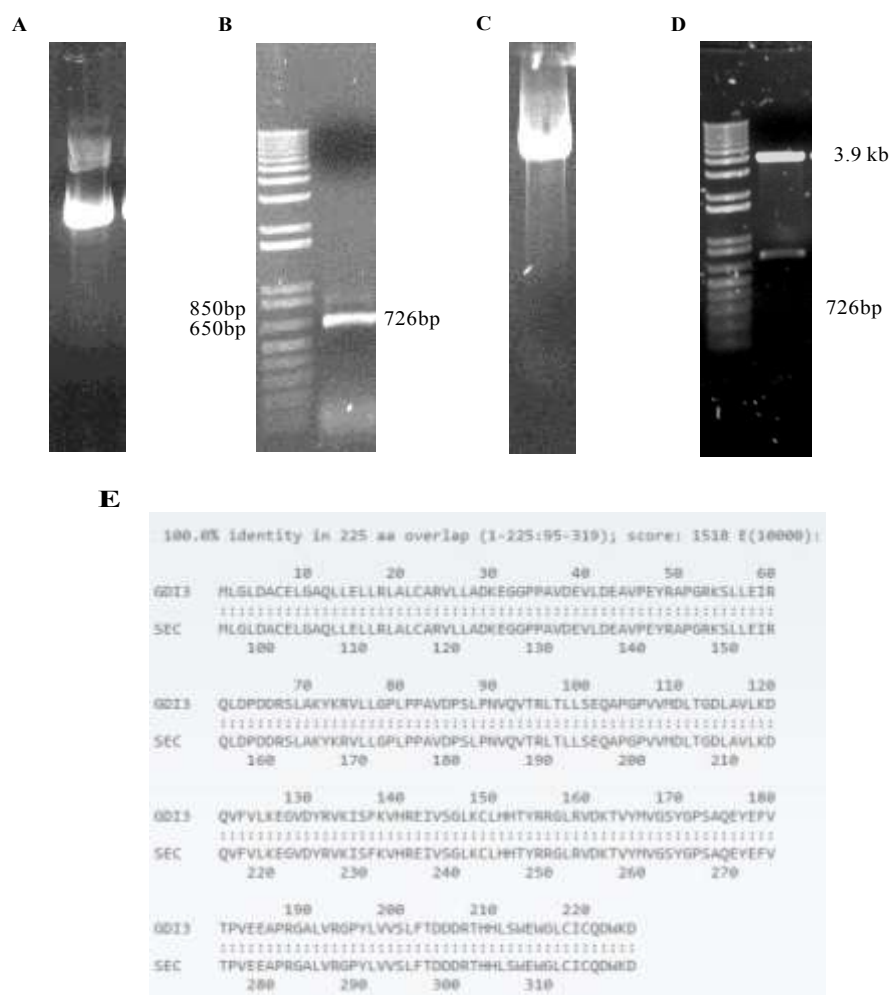 A B C D
3.9 kb
850bp
650bp
726bp
726bp
E
100.0% identity in 225 aa overlap (1-225:95-319); score: 1518 E(10000):
10 20 30 40 50 60
GDI3 MLGLDACELGAQLLELLRLALCARVLLADKEGGPPAVDEVLDEAVPEYRAPGRKSLLEIR
::::::::::::::::::::::::::::::::::::::::::::::::::::::::::::
SEC MLGLDACELGAQLLELLRLALCARVLLADKEGGPPAVDEVLDEAVPEYRAPGRKSLLEIR
100 110 120 130 140 150
70 80 90 100 110 120
GDI3 QLDPDDRSLAKYKRVLLGPLPPAVDPSLPNVQVTRLTLLSEQAPGPVVMDLTGDLAVLKD
::::::::::::::::::::::::::::::::::::::::::::::::::::::::::::
SEC QLDPDDRSLAKYKRVLLGPLPPAVDPSLPNVQVTRLTLLSEQAPGPVVMDLTGDLAVLKD
160 170 180 190 200 210
130 140 150 160 170 180
GDI3 QVFVLKEGVDYRVKISFKVHREIVSGLKCLHHTYRRGLRVDKTVYMVGSYGPSAQEYEFV
::::::::::::::::::::::::::::::::::::::::::::::::::::::::::::
SEC QVFVLKEGVDYRVKISFKVHREIVSGLKCLHHTYRRGLRVDKTVYMVGSYGPSAQEYEFV
220 230 240 250 260 270
190 200 210 220
GDI3 TPVEEAPRGALVRGPYLVVSLFTDDDRTHHLSWEWGLCICQDWKD
:::::::::::::::::::::::::::::::::::::::::::::
SEC TPVEEAPRGALVRGPYLVVSLFTDDDRTHHLSWEWGLCICQDWKD
280 290 300 310